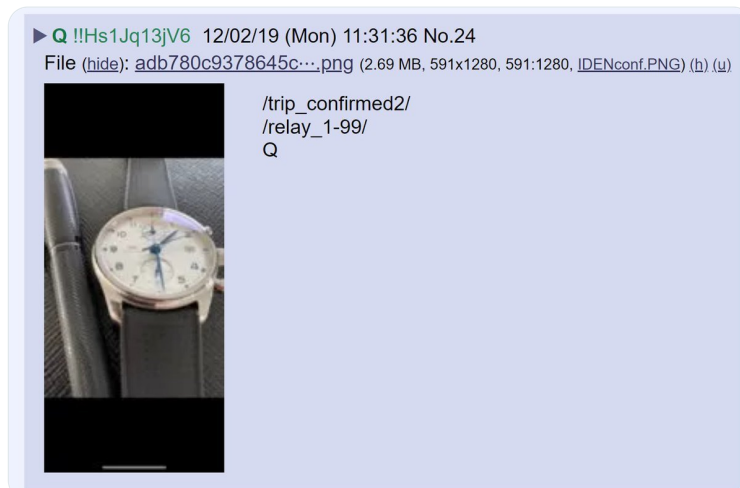 ▶ Q !!Hs1Jq13jV6 12/02/19 (Mon) 11:31:36 No.24
File (hide): adb780c9378645c⋯.png (2.69 MB, 591x1280, 591:1280, IDENconf.PNG) (h) (u)
/trip_confirmed2/
/relay_1-99/
Q